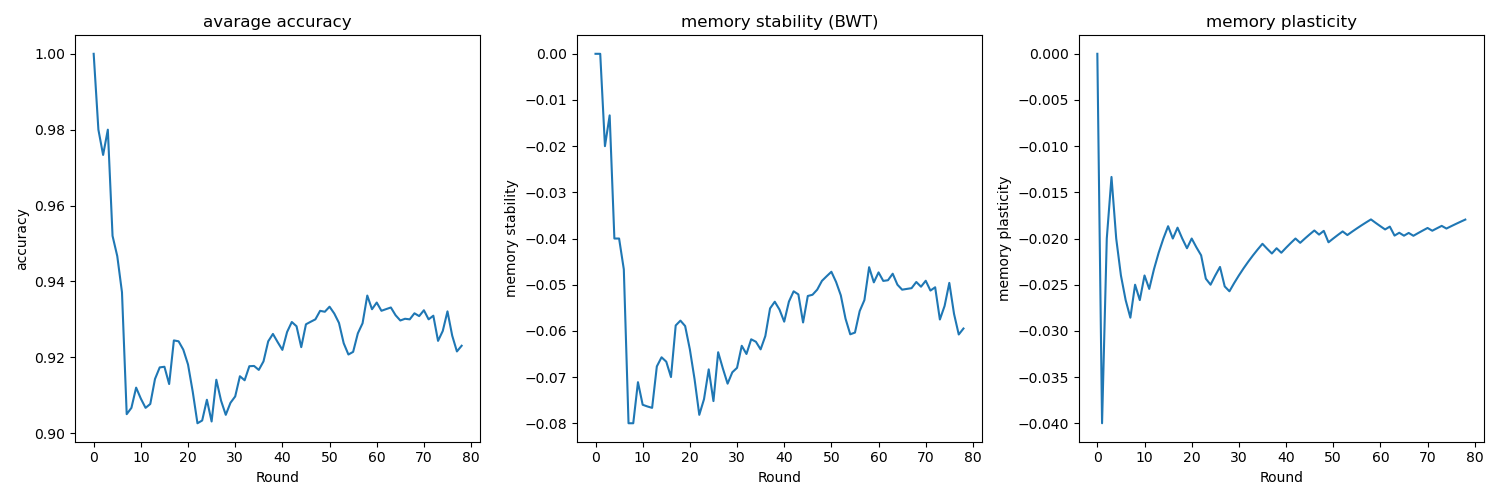 avarage accuracy
1.00
0.98
0.96
0.94
0.92
0.90
accuracy
0 10 20 30 40 50 60 70 80
Round
memory stability (BWT)
0.00
−0.01
−0.02
−0.03
−0.04
−0.05
−0.06
−0.07
−0.08
memory stability
0 10 20 30 40 50 60 70 80
Round
memory plasticity
0.000
−0.005
−0.010
−0.015
−0.020
−0.025
−0.030
−0.035
−0.040
memory plasticity
0 10 20 30 40 50 60 70 80
Round